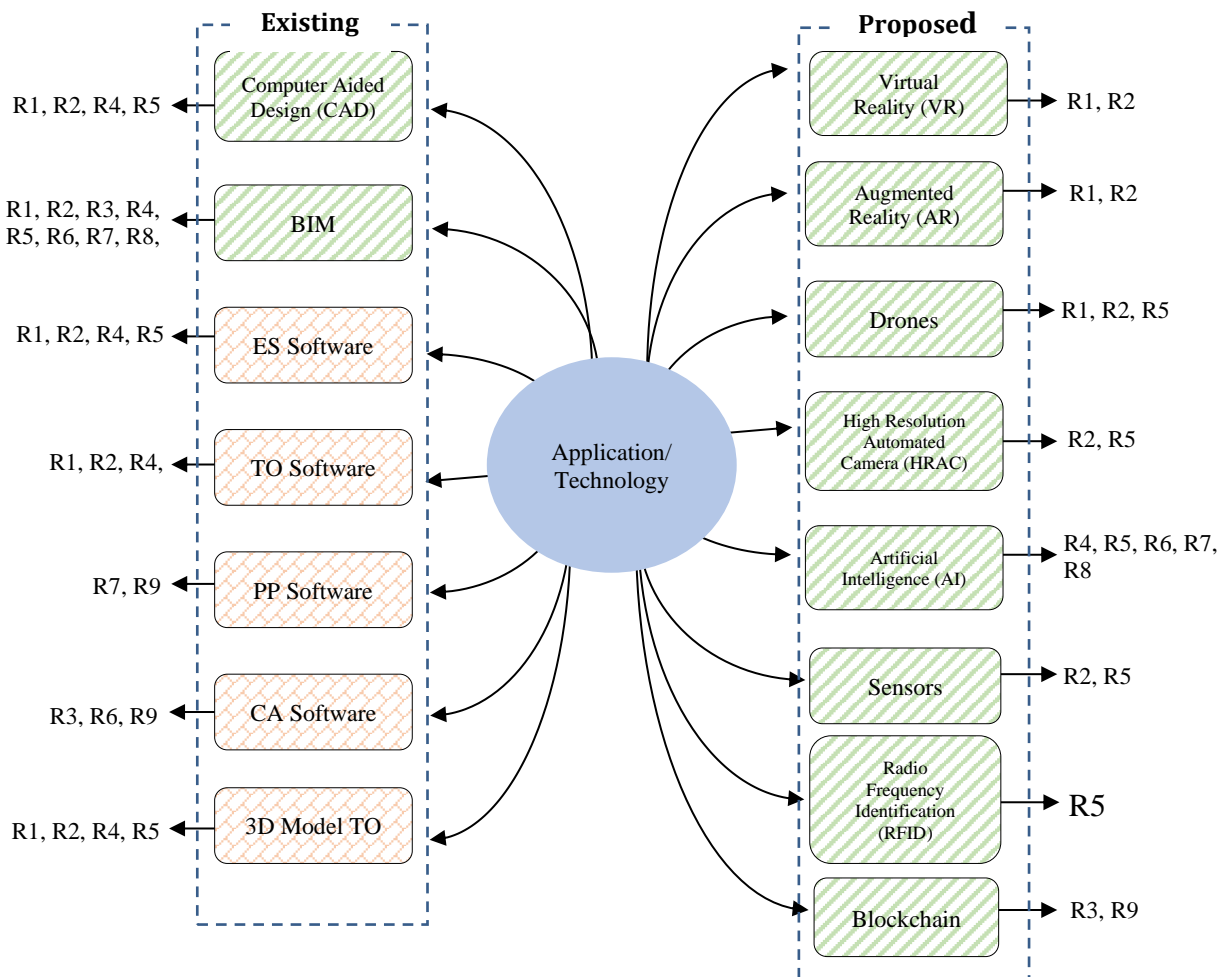 Existing
Computer Aided
Design (CAD)
R1, R2, R4, R5
BIM
R1, R2, R3, R4,
R5, R6, R7, R8,
ES Software
R1, R2, R4, R5
TO Software
R1, R2, R4,
PP Software
R7, R9
CA Software
R3, R6, R9
3D Model TO
R1, R2, R4, R5
Application/
Technology
Proposed
Virtual
Reality (VR)
R1, R2
Augmented
Reality (AR)
R1, R2
Drones
R1, R2, R5
High Resolution
Automated
Camera (HRAC)
R2, R5
Artificial
Intelligence (AI)
R4, R5, R6, R7,
R8
Sensors
R2, R5
Radio
Frequency
Identification
(RFID)
R5
Blockchain
R3, R9